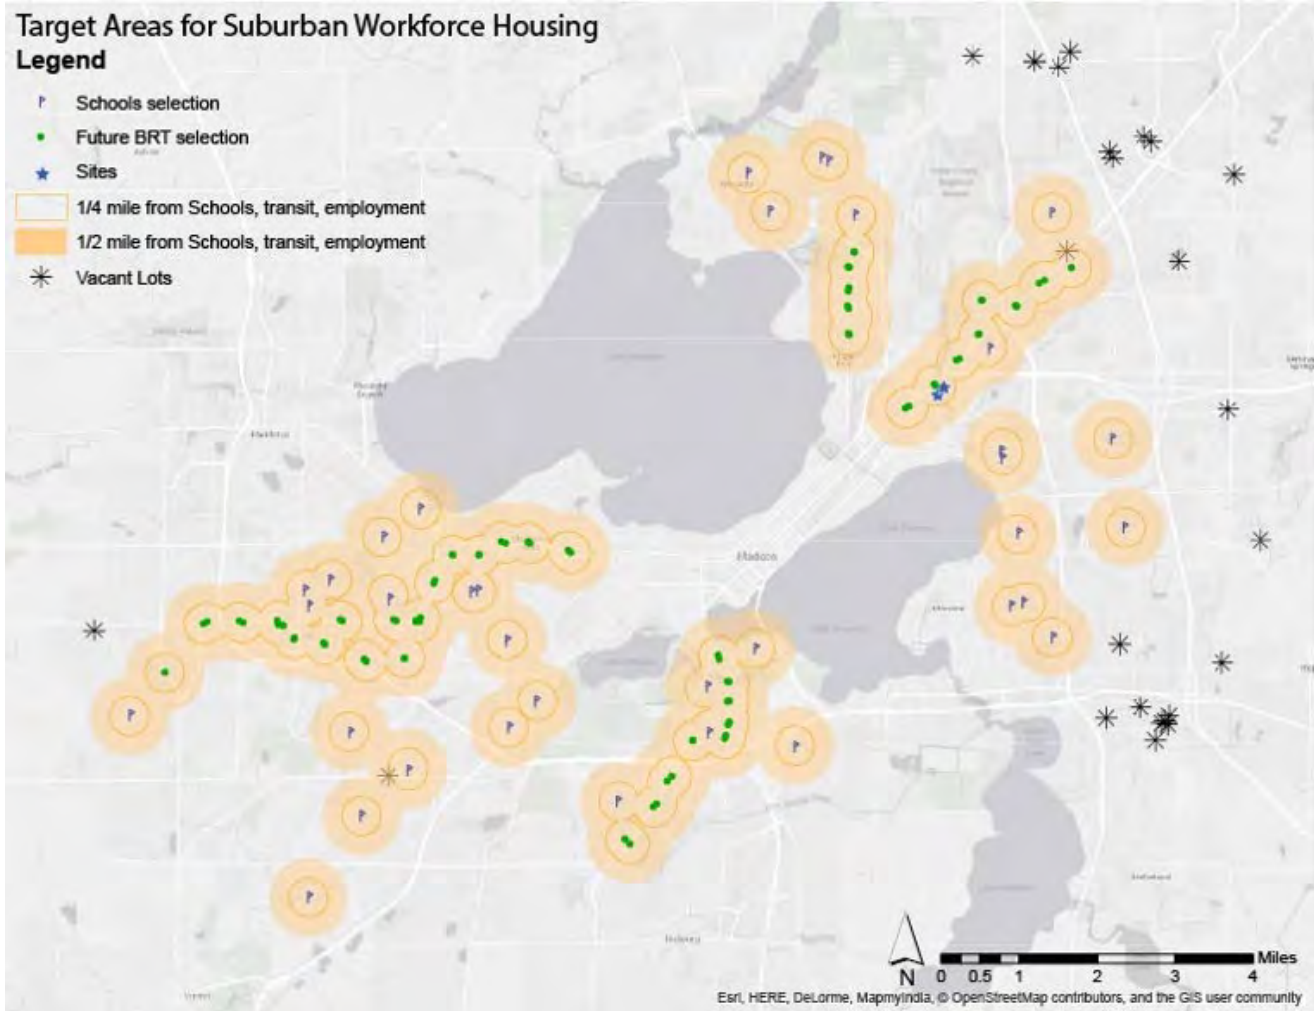 Target Areas for Suburban Workforce Housing
Legend
Schools selection
Future BRT selection
Sites
1/4 mile from Schools, transit, employment
1/2 mile from Schools, transit, employment
Vacant Lots
Madison
N
0 0.5 1 2 3 4
Miles
Esri, HERE, DeLorme, MapmyIndia, © OpenStreetMap contributors, and the GIS user community